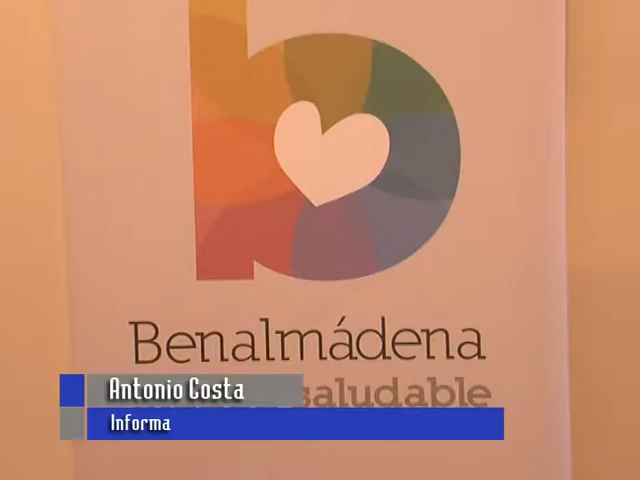 b
Benalmádena
saludable
Antonio Costa
Informa